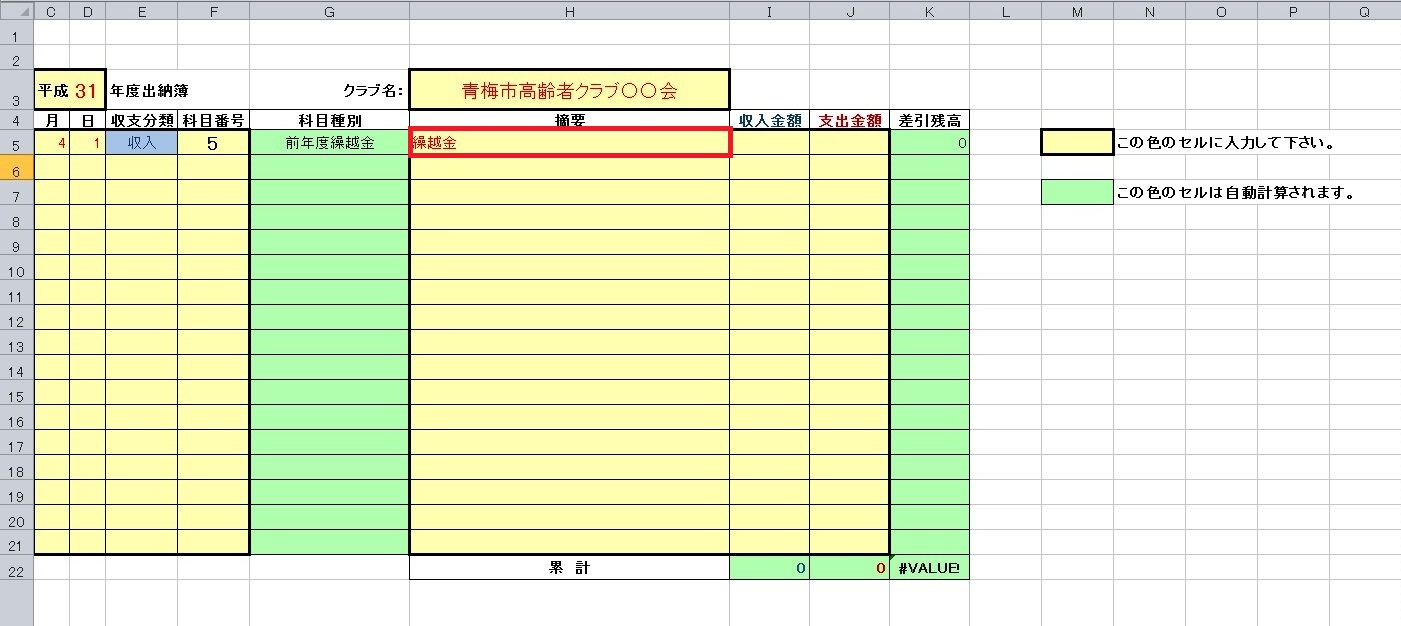 C D E F G H I J K L M N O P Q
1
2
3 平成 31 年度出納簿 クラブ名: 青梅市高齢者クラブ〇〇会
4 月 日 収支分類 科目番号 科目種別 摘要 収入金額 支出金額 差引残高
5 4 1 収入 5 前年度繰越金 繰越金 0 この色のセルに入力して下さい。
6
7 この色のセルは自動計算されます。
8
9
10
11
12
13
14
15
16
17
18
19
20
21
22 累 計 0 0 #VALUE!